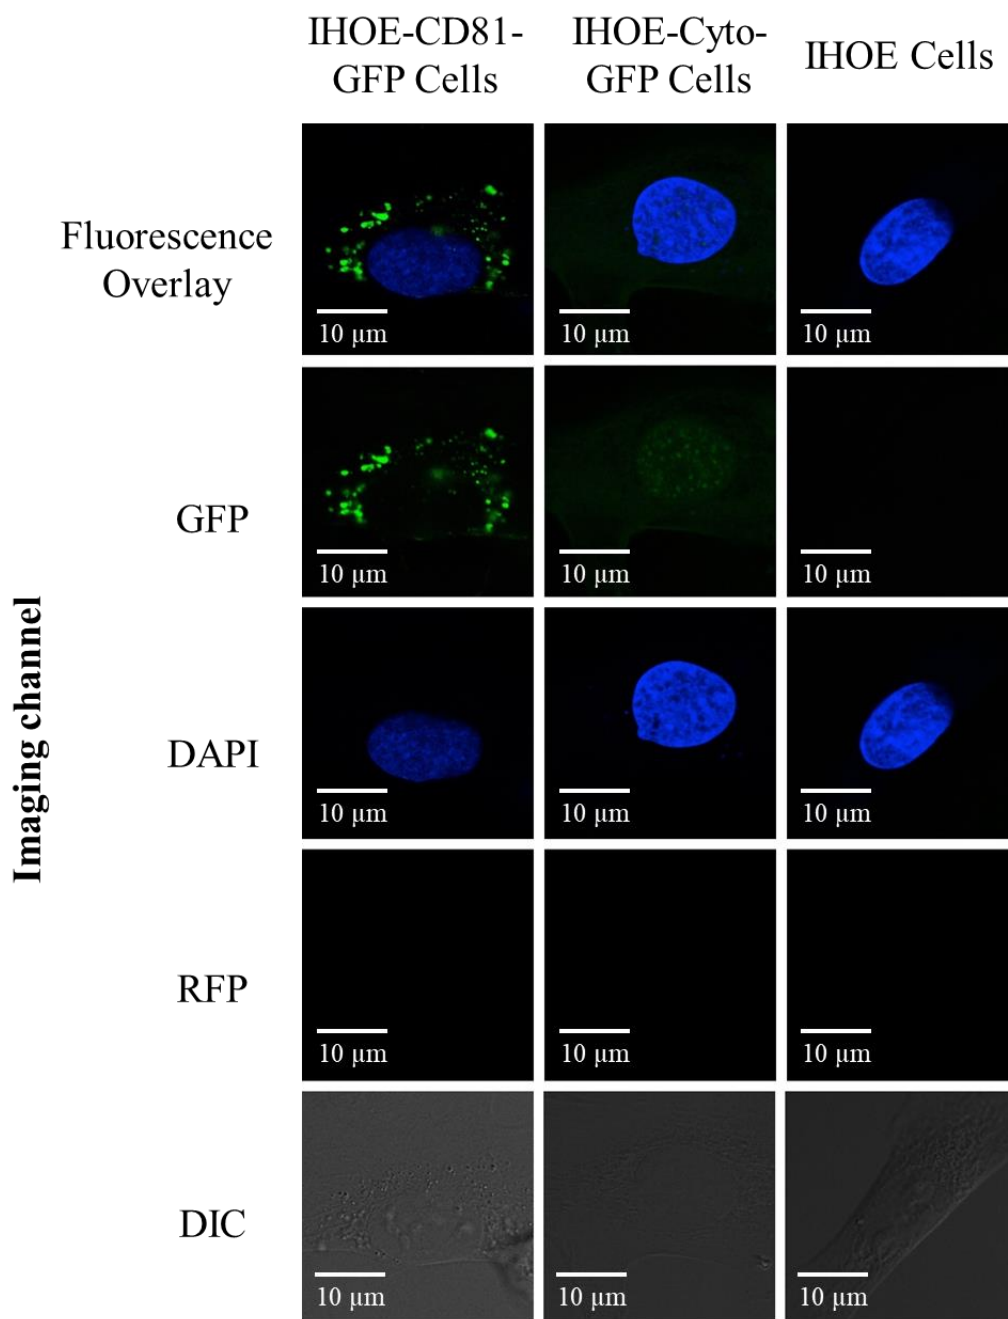 IHOE-CD81-
GFP Cells
IHOE-Cyto-
GFP Cells
IHOE Cells
Imaging channel
Fluorescence
Overlay
10 μm
10 μm
10 μm
GFP
10 μm
10 μm
10 μm
DAPI
10 μm
10 μm
10 μm
RFP
10 μm
10 μm
10 μm
DIC
10 μm
10 μm
10 μm